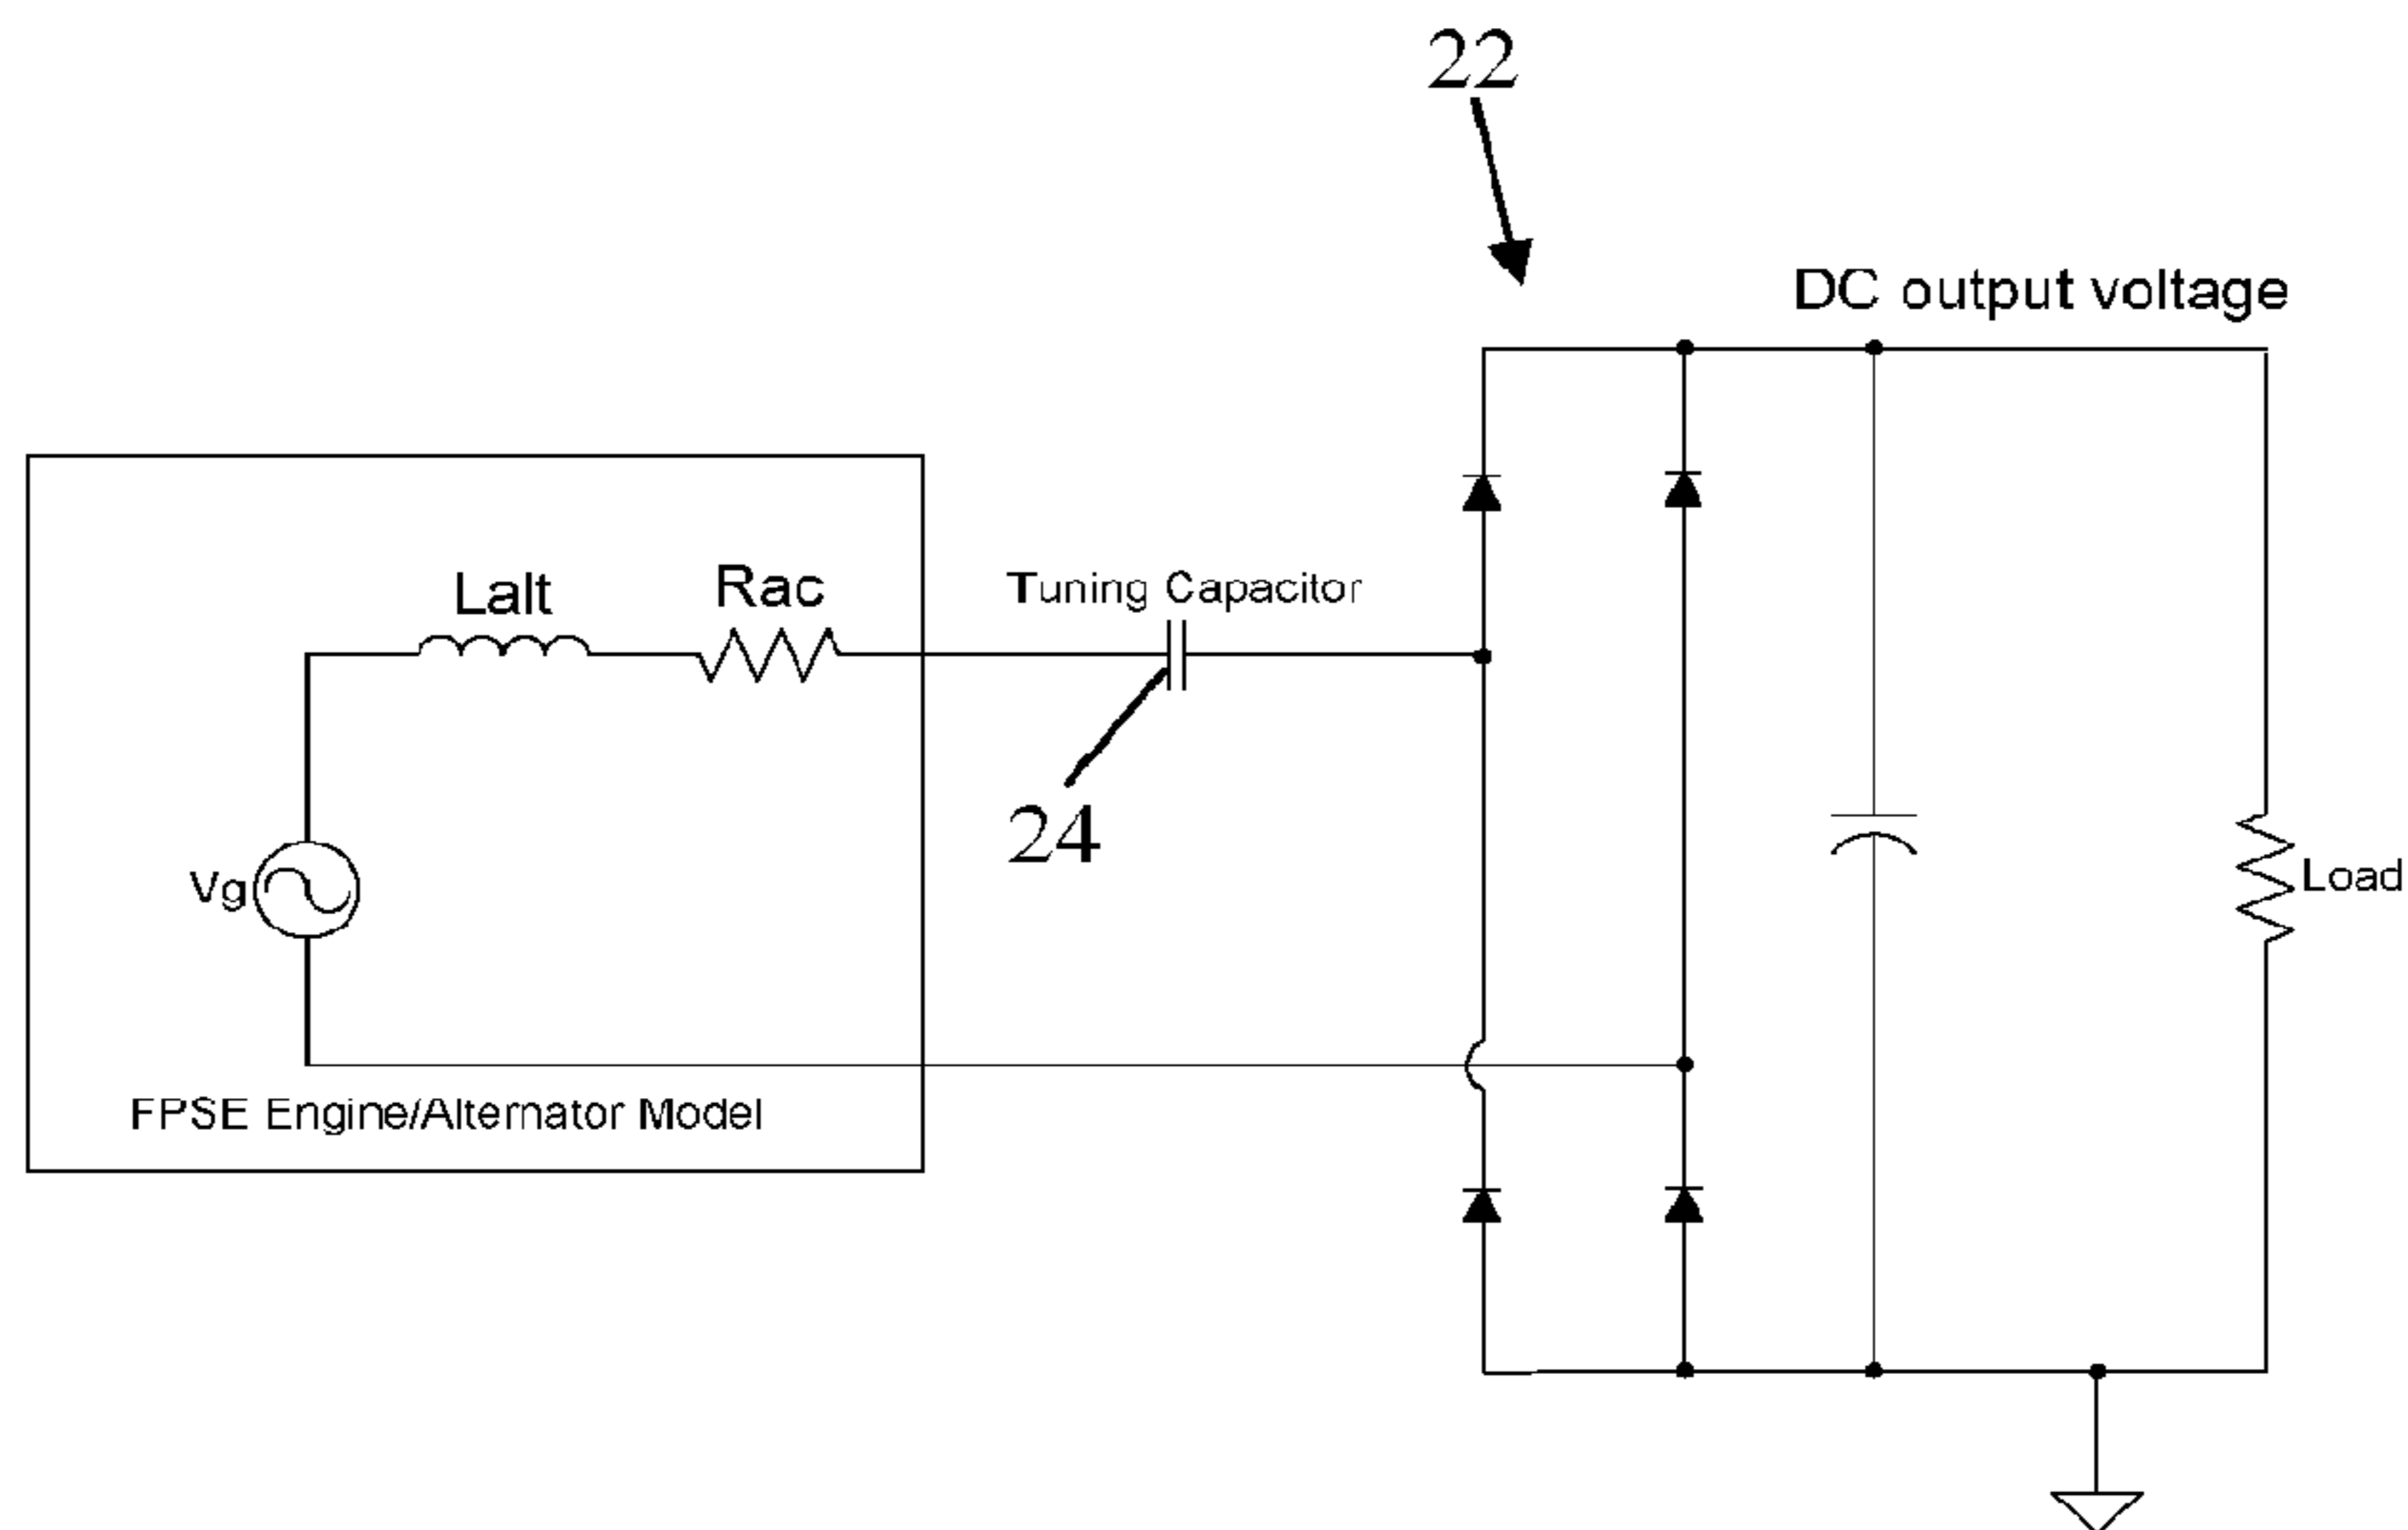 22
DC output voltage
Lalt
Rac
Tuning Capacitor
24
Vg
Load
FPSE Engine/Alternator Model